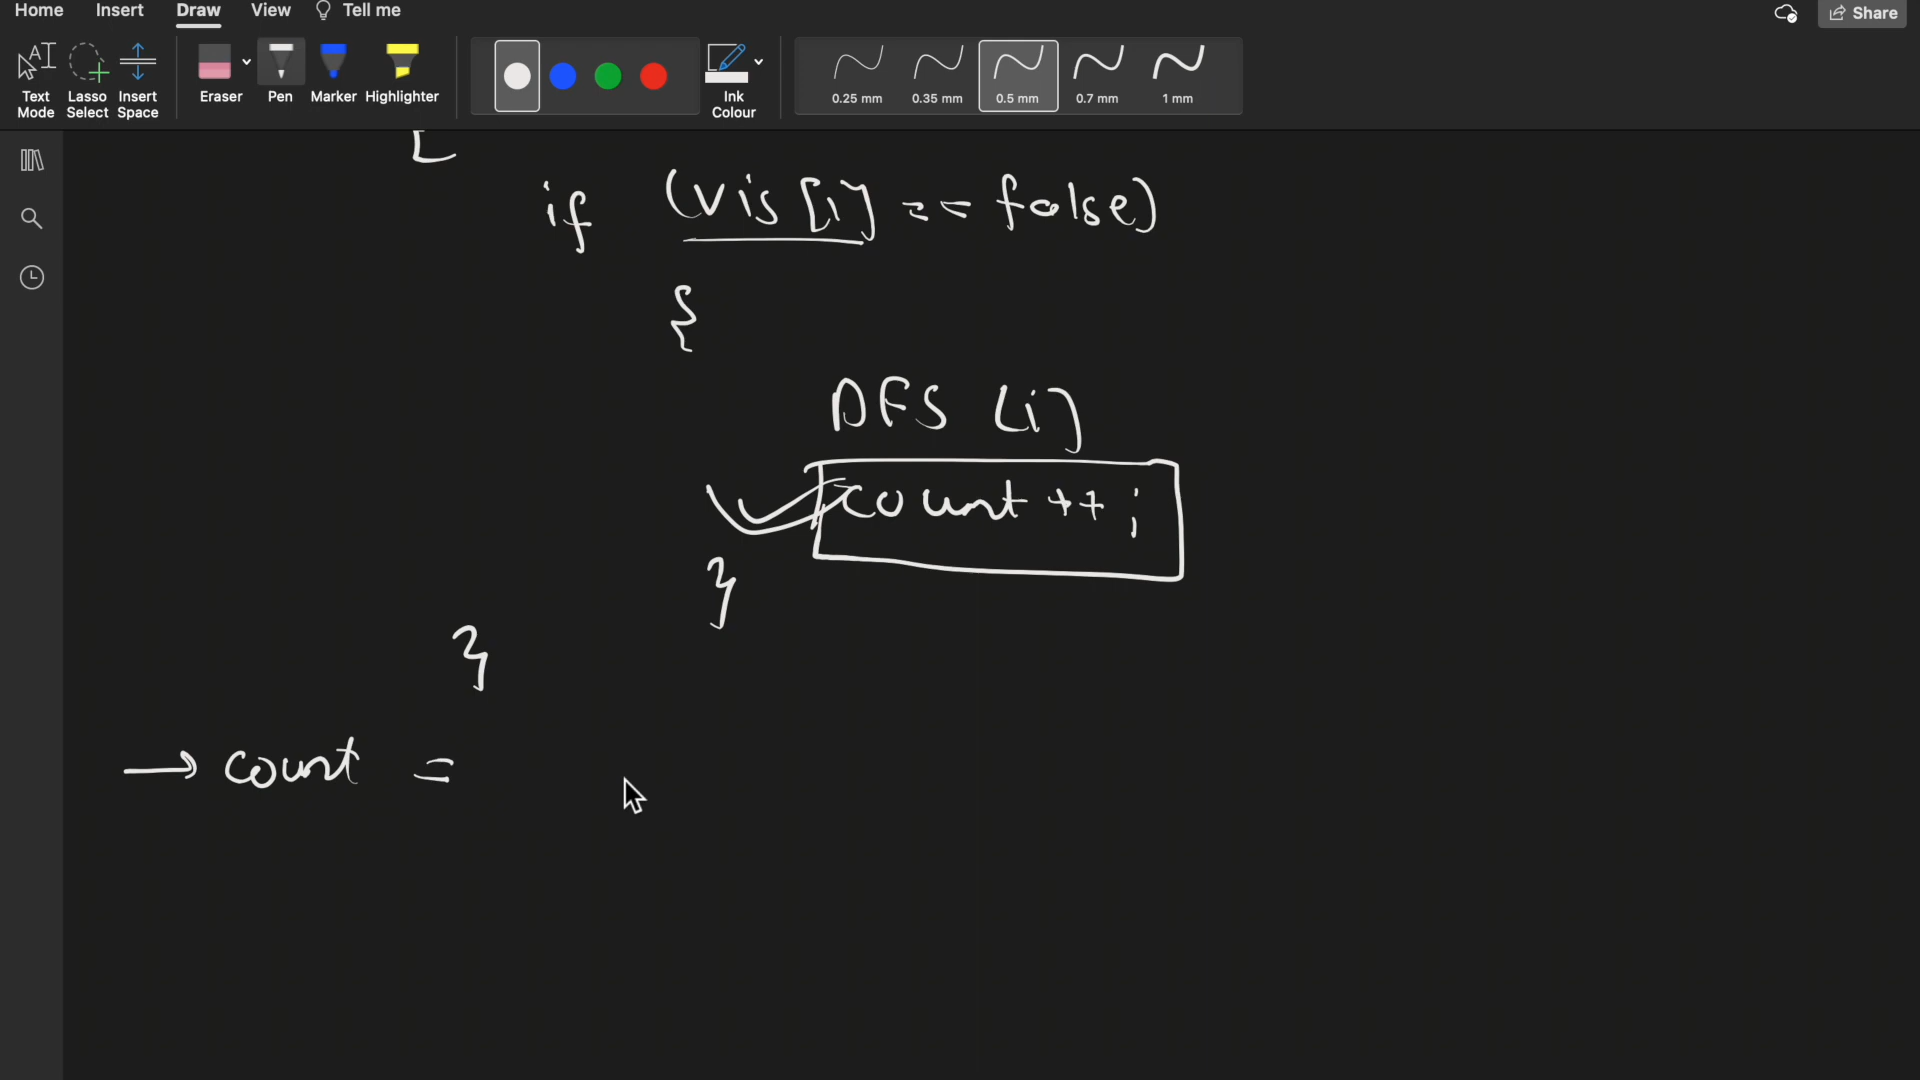 Home Insert Draw View Tell me Share
Text Mode Lasso Select Insert Space Eraser Pen Marker Highlighter Ink Colour 0.25 mm 0.35 mm 0.5 mm 0.7 mm 1 mm
if (vis[i] == false)
{
DFS(i)
count++;
}
}
→ count =